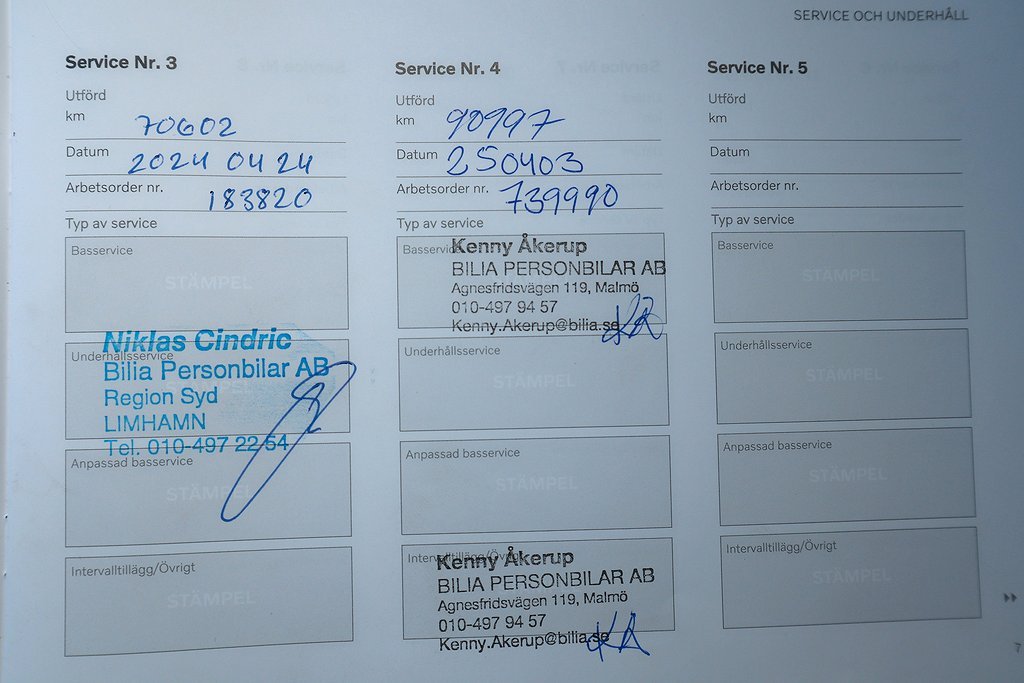 SERVICE OCH UNDERHÅLL
Service Nr. 3
Utförd
km 70602
Datum 2024 04 24
Arbetsorder nr. 183820
Typ av service
Basservice
STÄMPEL
Underhållsservice
Niklas Cindric
Bilia Personbilar AB
Region Syd
LIMHAMN
Tel. 010-497 22 54
Anpassad basservice
STÄMPEL
Intervalltillägg/Övrigt
STÄMPEL
Service Nr. 4
Utförd
km 90997
Datum 250403
Arbetsorder nr. 739990
Typ av service
Basservice
Kenny Åkerup
BILIA PERSONBILAR AB
Agnesfridsvägen 119, Malmö
010-497 94 57
Kenny.Akerup@bilia.se
KA
Underhållsservice
STÄMPEL
Anpassad basservice
STÄMPEL
Intervalltillägg/Övrigt
Kenny Åkerup
BILIA PERSONBILAR AB
Agnesfridsvägen 119, Malmö
010-497 94 57
Kenny.Akerup@bilia.se
KA
Service Nr. 5
Utförd
km
Datum
Arbetsorder nr.
Typ av service
Basservice
STÄMPEL
Underhållsservice
STÄMPEL
Anpassad basservice
STÄMPEL
Intervalltillägg/Övrigt
STÄMPEL
7